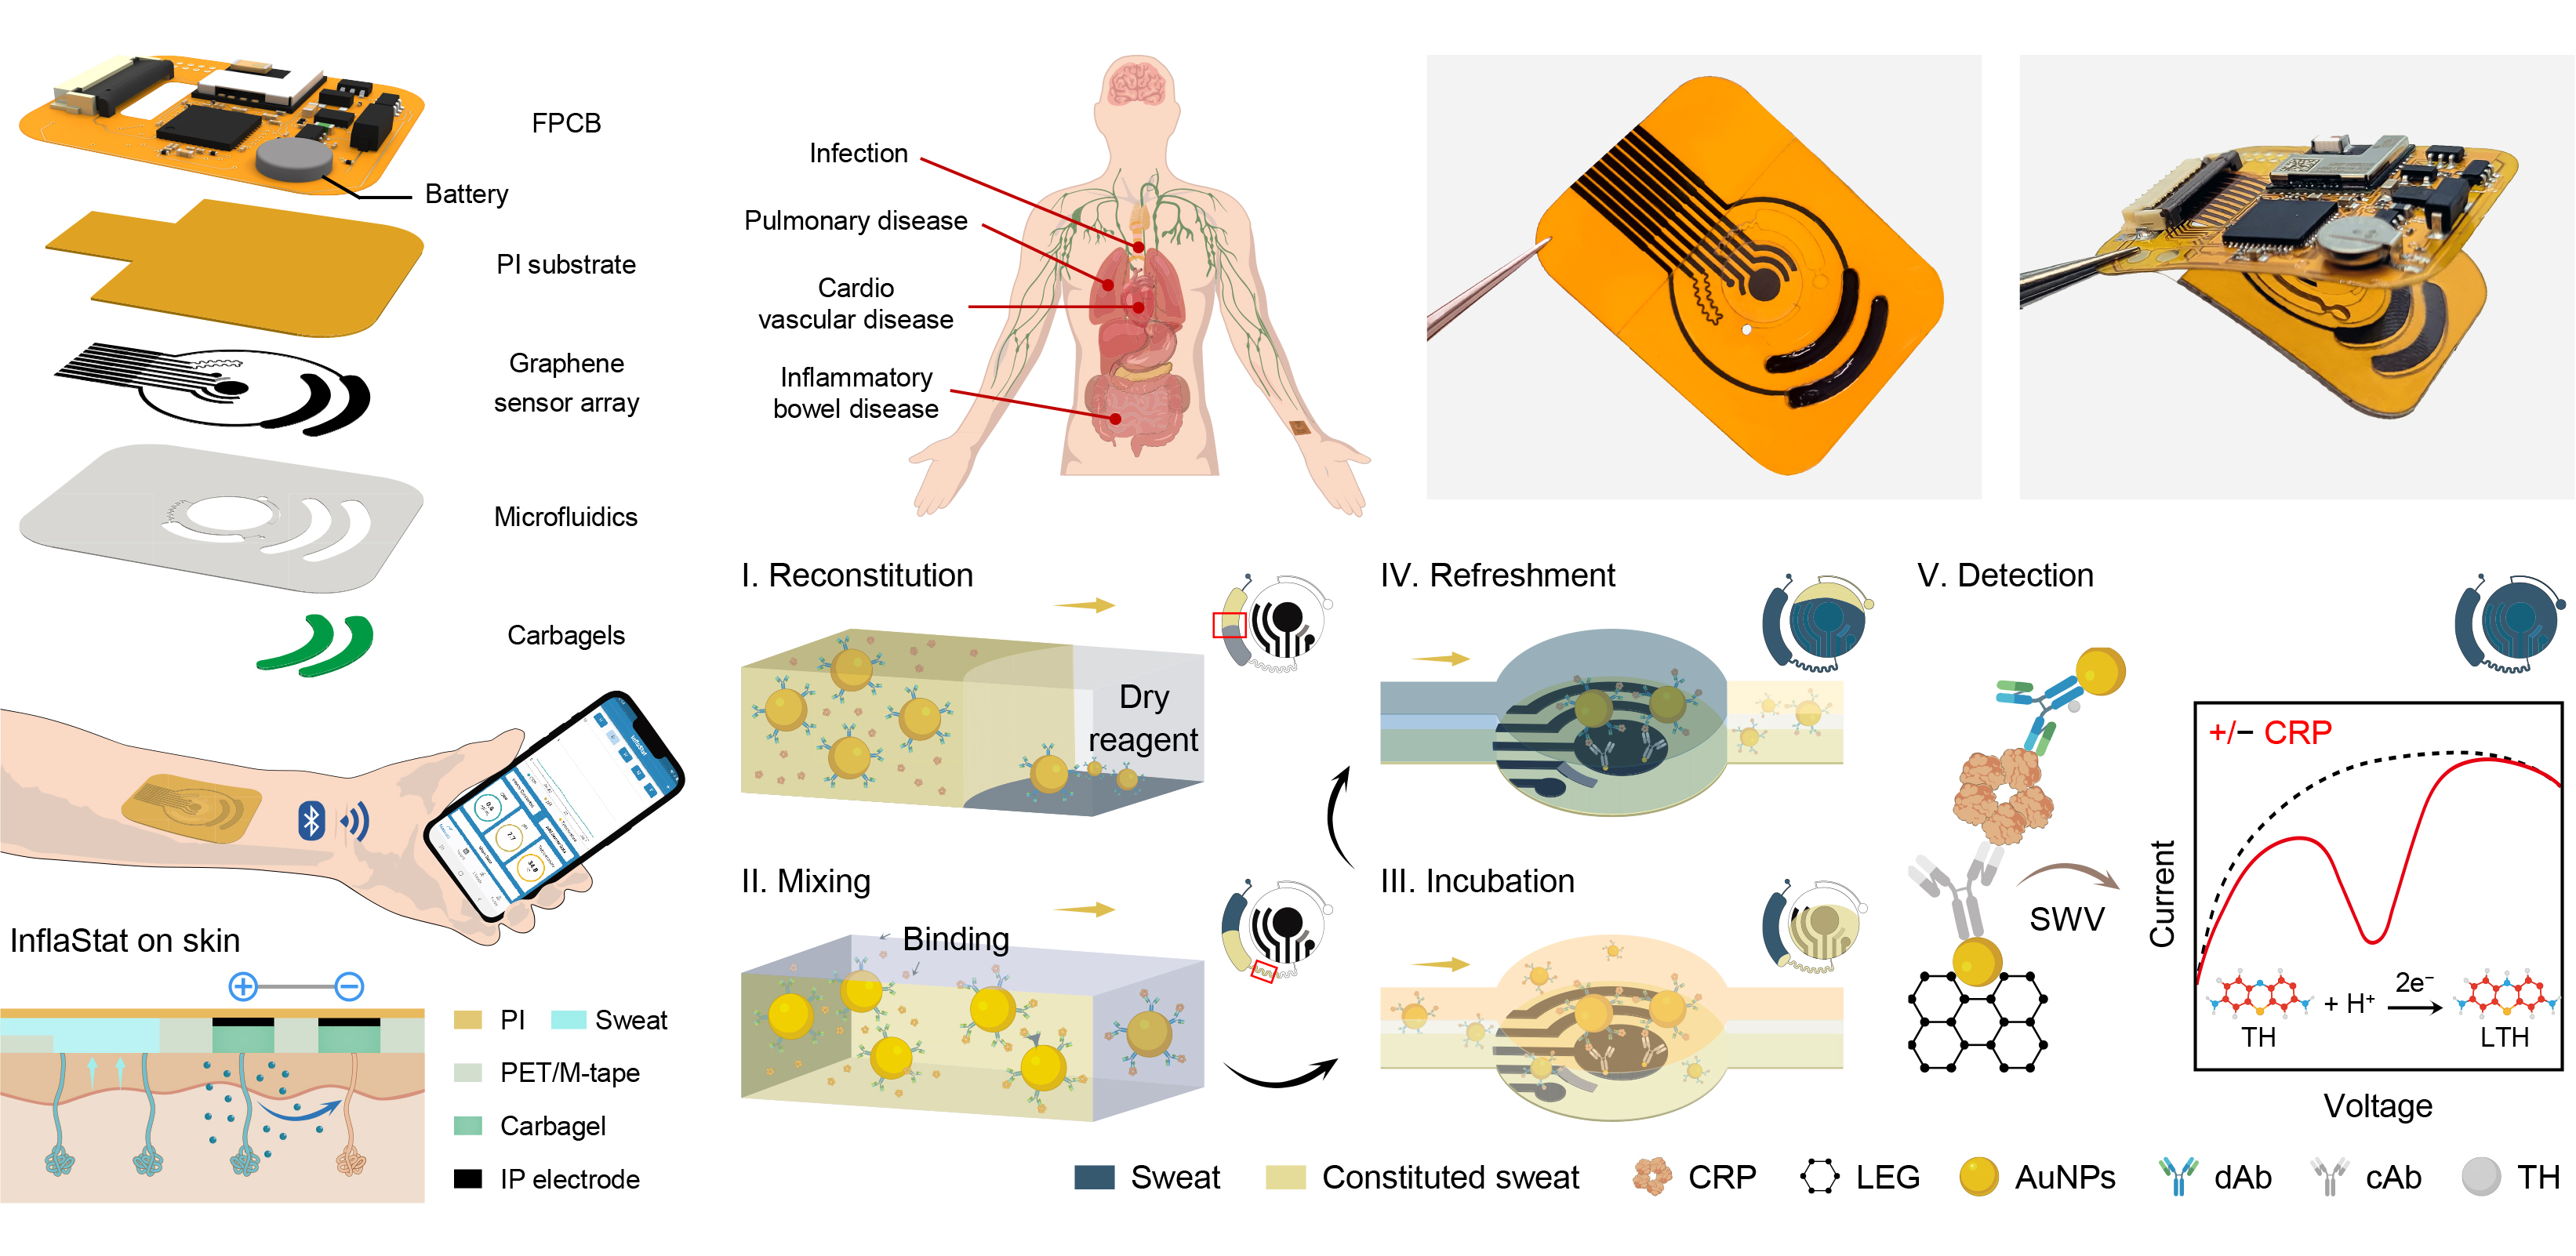 FPCB
Battery
PI substrate
Graphene
sensor array
Microfluidics
Carbagels
InflaStat on skin
PI
Sweat
PET/M-tape
Carbagel
IP electrode
Infection
Pulmonary disease
Cardio
vascular disease
Inflammatory
bowel disease
I. Reconstitution
Dry
reagent
II. Mixing
Binding
IV. Refreshment
III. Incubation
V. Detection
SWV
+/− CRP
Current
TH
+ H⁺
2e⁻
LTH
Voltage
Sweat
Constituted sweat
CRP
LEG
AuNPs
dAb
cAb
TH